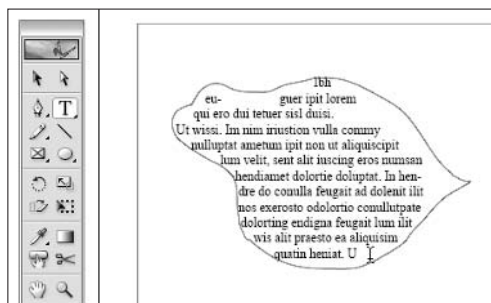 lbh
eu- guer ipit lorem
qui ero dui tetuer sisl duisi.
Ut wissi. Im nim iriustion vulla commy
nulluptat ametum ipit non ut aliquiscipit
lum velit, sent alit iuscing eros numsan
hendiamet dolortie doluptat. In hen-
dre do conulla feugait ad dolenit ilit
nos exerosto odolortio conullutpate
dolorting endigna feugait lum ilit
wis alit praesto ea aliquisim
quatin heniat. U